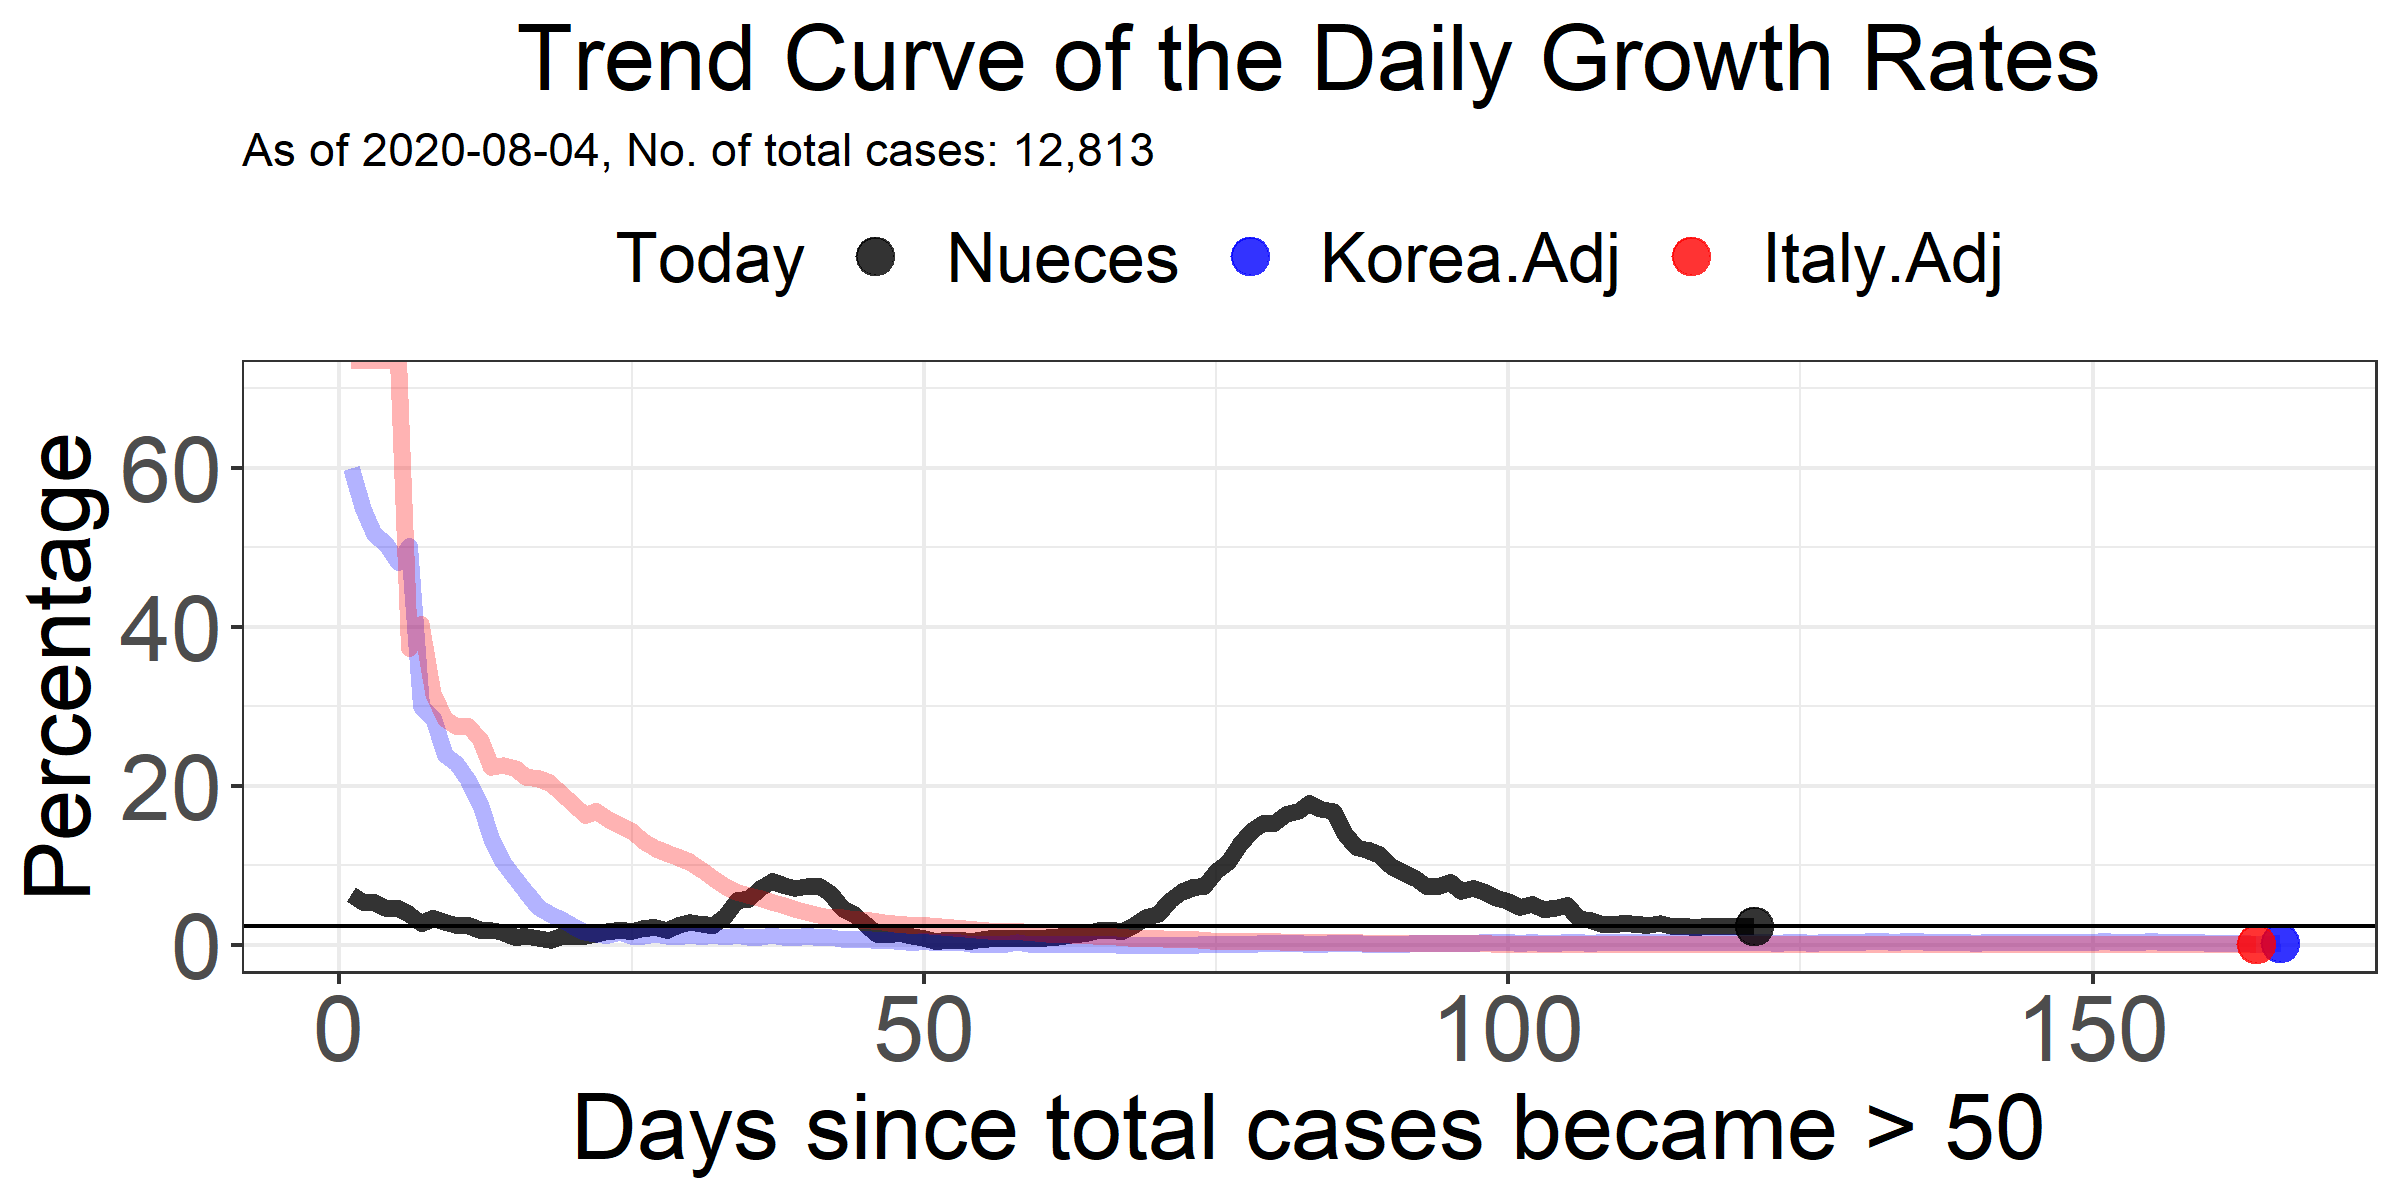 Trend Curve of the Daily Growth Rates
As of 2020-08-04, No. of total cases: 12,813
Today Nueces Korea.Adj Italy.Adj
Percentage
60
40
20
0
0 50 100 150
Days since total cases became > 50